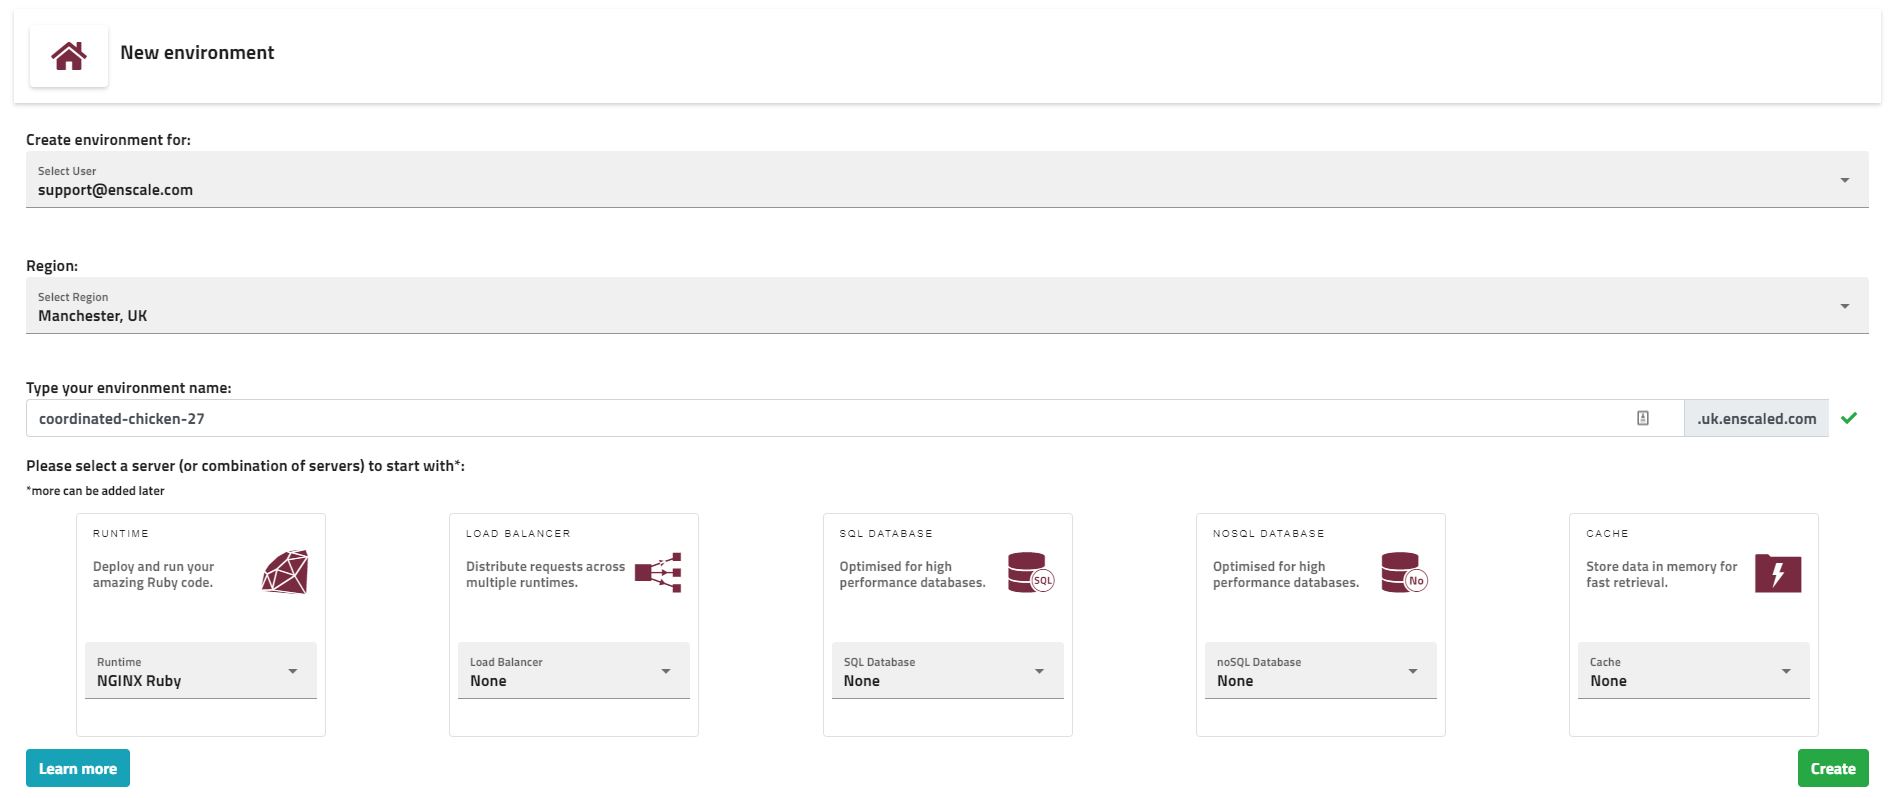 New environment
Create environment for:
Select User
support@enscale.com
Region:
Select Region
Manchester, UK
Type your environment name:
coordinated-chicken-27
.uk.enscaled.com
Please select a server (or combination of servers) to start with*:
*more can be added later
RUNTIME
Deploy and run your
amazing Ruby code.
Runtime
NGINX Ruby
LOAD BALANCER
Distribute requests across
multiple runtimes.
Load Balancer
None
SQL DATABASE
Optimised for high
performance databases.
SQL
SQL Database
None
NOSQL DATABASE
Optimised for high
performance databases.
No
noSQL Database
None
CACHE
Store data in memory for
fast retrieval.
Cache
None
Learn more
Create